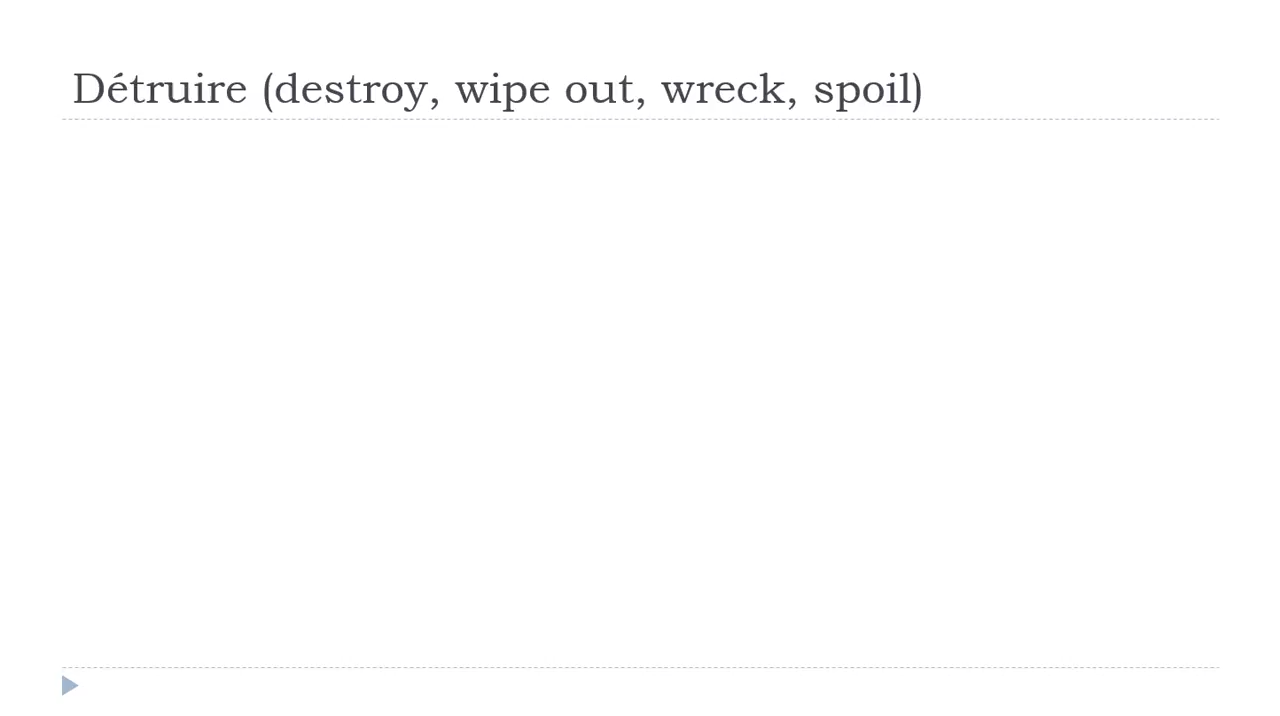 Détruire (destroy, wipe out, wreck, spoil)